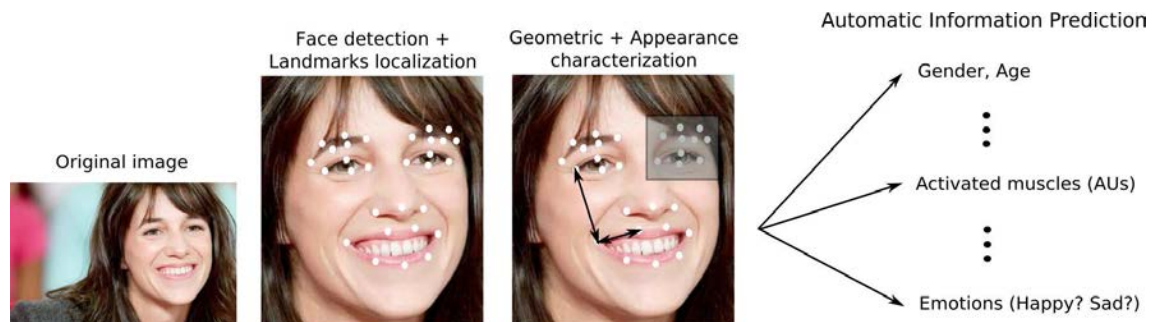 Automatic Information Prediction
Face detection +
Landmarks localization
Geometric + Appearance
characterization
Original image
Gender, Age
Activated muscles (AUs)
Emotions (Happy? Sad?)